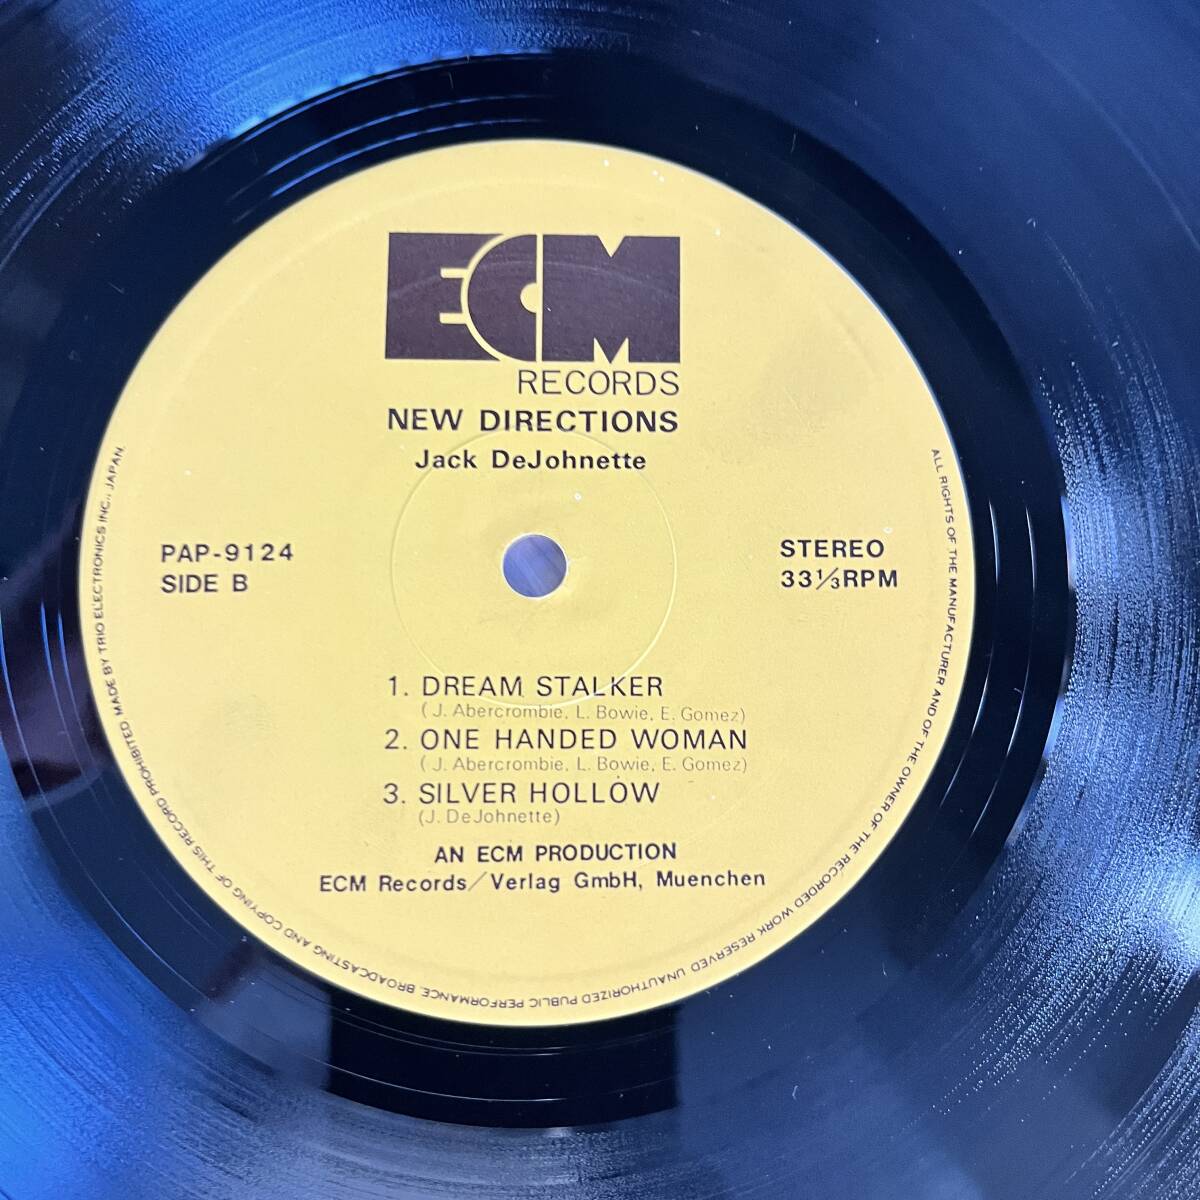 ECM
RECORDS
NEW DIRECTIONS
Jack DeJohnette
PAP-9124
SIDE B
STEREO
33⅓RPM
1. DREAM STALKER
(J. Abercrombie, L. Bowie, E. Gomez)
2. ONE HANDED WOMAN
(J. Abercrombie, L. Bowie, E. Gomez)
3. SILVER HOLLOW
(J. DeJohnette)
AN ECM PRODUCTION
ECM Records/Verlag GmbH, Muenchen
ALL RIGHTS OF THE MANUFACTURER AND OF THE OWNER OF THE RECORDED WORK RESERVED UNAUTHORIZED PUBLIC PERFORMANCE, BROADCASTING AND COPYING OF THIS RECORD PROHIBITED MADE BY TRIO ELECTRONICS INC., JAPAN.